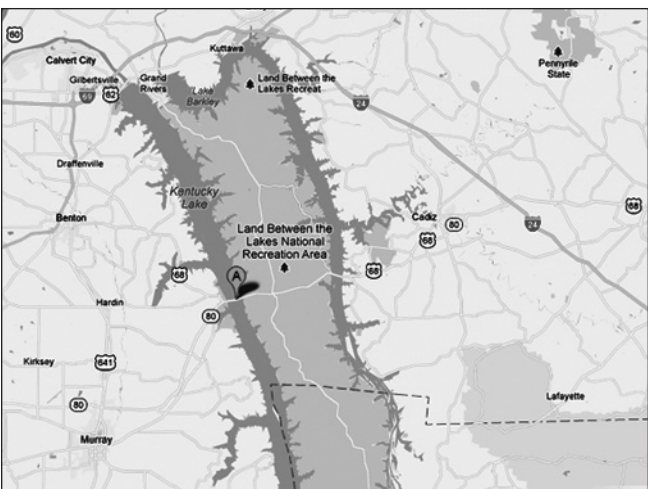 60
Calvert City
Gilbertsville
69
62
Grand
Rivers
Kuttawa
Lake
Barkley
Land Between the
Lakes Recreat
24
Pennyrile
State
Draffenville
Kentucky
Lake
Benton
Cadiz
80
68
68
24
Land Between the
Lakes National
Recreation Area
68
A
68
Hardin
80
Kirksey
641
80
Murray
Lafayette